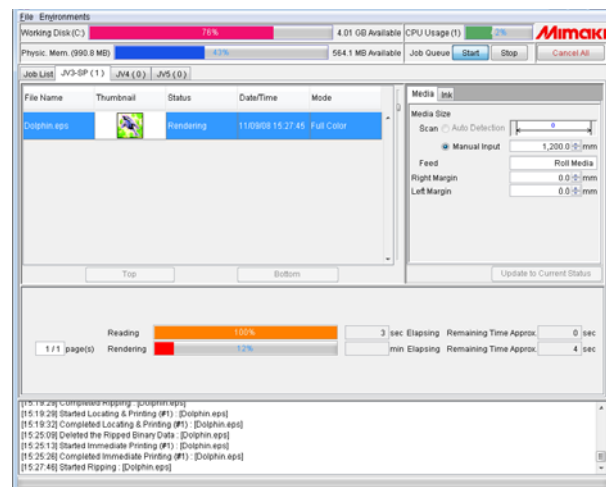 File Environments
Working Disk (C:) 76% 4.01 GB Available CPU Usage (1) 2% Mimaki
Physic. Mem. (990.8 MB) 43% 564.1 MB Available Job Queue Start Stop Cancel All
Job List JV3-SP ( 1 ) JV4 ( 0 ) JV5 ( 0 )
File Name Thumbnail Status Date/Time Mode
Dolphin.eps Rendering 11/09/08 15:27:45 Full Color
Media Ink
Media Size
Scan Auto Detection 0
Manual Input 1,200.0 mm
Feed Roll Media
Right Margin 0.0 mm
Left Margin 0.0 mm
Top Bottom Update to Current Status
Reading 100% 3 sec Elapsing Remaining Time Approx. 0 sec
1 / 1 page(s) Rendering 12% min Elapsing Remaining Time Approx. 4 sec
[15:19:29] Completed Ripping : [Dolphin.eps]
[15:19:29] Started Locating & Printing (#1) : [Dolphin.eps]
[15:19:32] Completed Locating & Printing (#1) : [Dolphin.eps]
[15:25:09] Deleted the Ripped Binary Data : [Dolphin.eps]
[15:25:13] Started Immediate Printing (#1) : [Dolphin.eps]
[15:25:26] Completed Immediate Printing (#1) : [Dolphin.eps]
[15:27:46] Started Ripping : [Dolphin.eps]